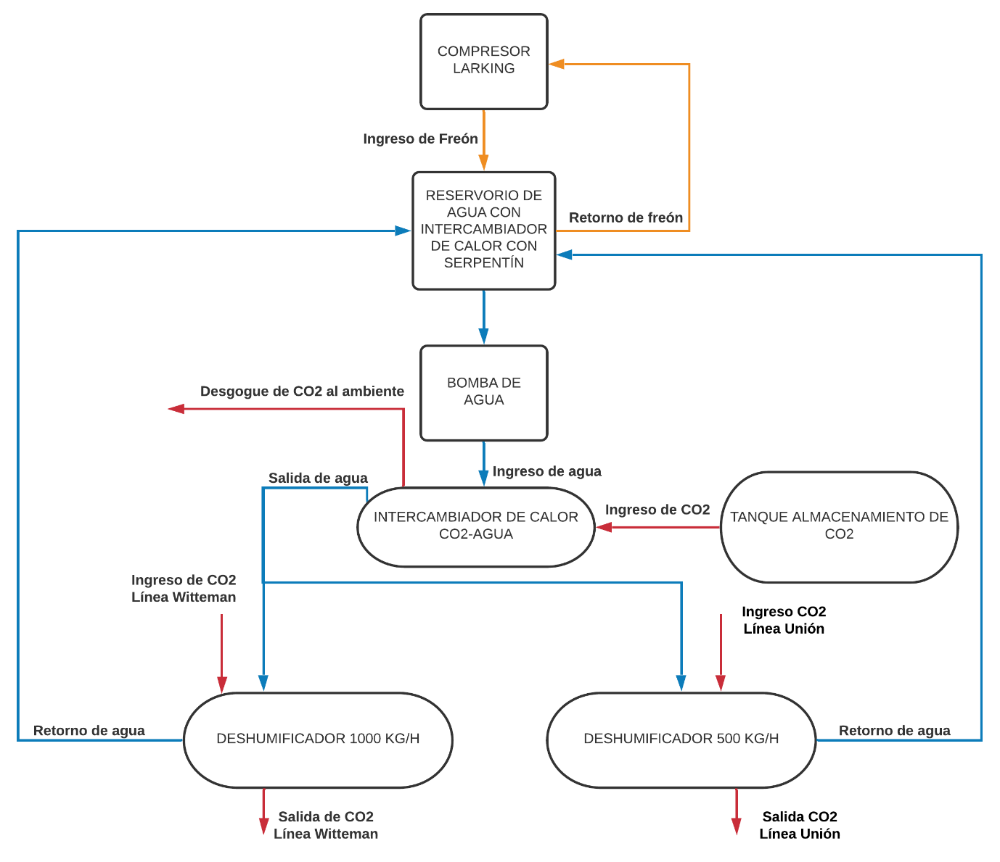 COMPRESOR
LARKING
Ingreso de Freón
RESERVORIO DE
AGUA CON
INTERCAMBIADOR
DE CALOR CON
SERPENTÍN
Retorno de freón
BOMBA DE
AGUA
Desgogue de CO2 al ambiente
Ingreso de agua
Salida de agua
INTERCAMBIADOR DE CALOR
CO2-AGUA
Ingreso de CO2
TANQUE ALMACENAMIENTO DE
CO2
Ingreso de CO2
Línea Witteman
Ingreso CO2
Línea Unión
Retorno de agua
DESHUMIFICADOR 1000 KG/H
DESHUMIFICADOR 500 KG/H
Retorno de agua
Salida de CO2
Línea Witteman
Salida CO2
Línea Unión